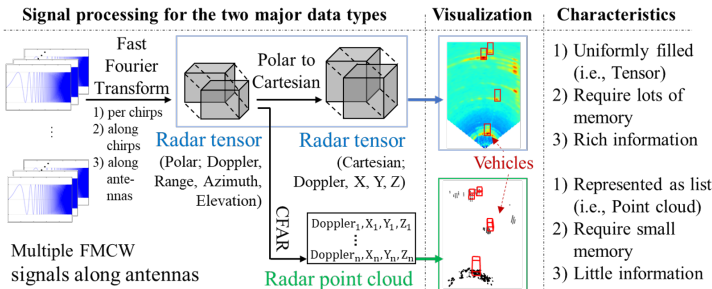 Signal processing for the two major data types
Visualization
Characteristics
Fast
Fourier
Transform
1) per chirps
2) along
chirps
3) along
ante-
nnas
Polar to
Cartesian
Radar tensor
(Polar; Doppler,
Range, Azimuth,
Elevation)
Radar tensor
(Cartesian;
Doppler, X, Y, Z)
CFAR
Doppler1,X1,Y1,Z1
⋮
Dopplern,Xn,Yn,Zn
Radar point cloud
Multiple FMCW
signals along antennas
Vehicles
1) Uniformly filled
(i.e., Tensor)
2) Require lots of
memory
3) Rich information
1) Represented as list
(i.e., Point cloud)
2) Require small
memory
3) Little information